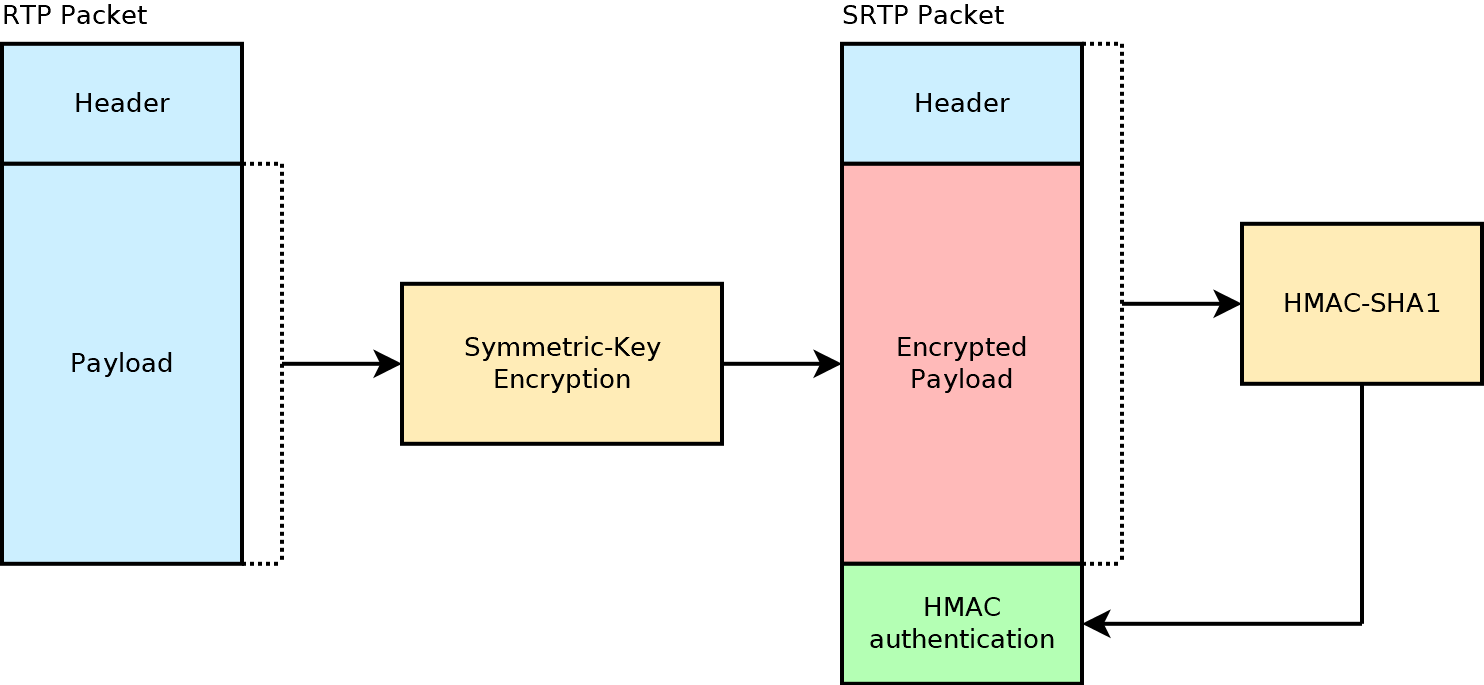 RTP Packet
SRTP Packet
Header
Header
Payload
Symmetric-Key
Encryption
Encrypted
Payload
HMAC-SHA1
HMAC
authentication